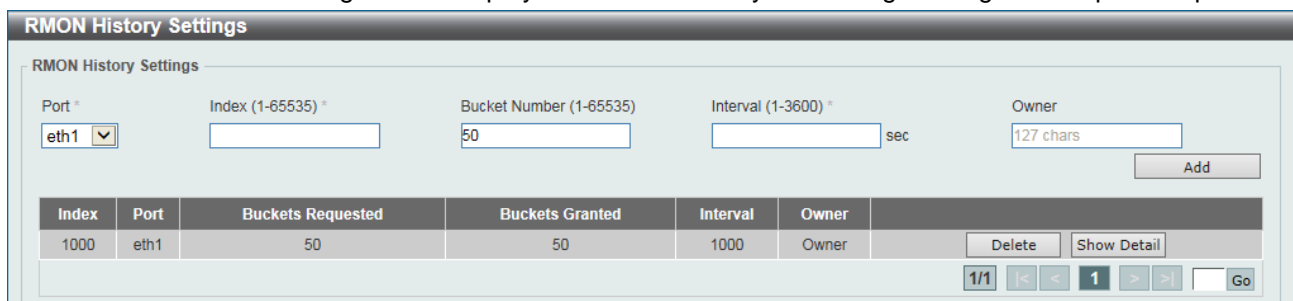 RMON History Settings
RMON History Settings
Port * Index (1-65535) * Bucket Number (1-65535) Interval (1-3600) * Owner
eth1 50 sec 127 chars
Add
Index Port Buckets Requested Buckets Granted Interval Owner
1000 eth1 50 50 1000 Owner Delete Show Detail
1/1 |< < 1 > >| Go